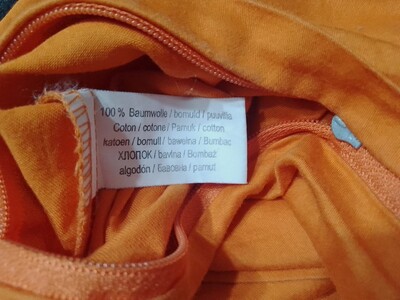 100 % Baumwolle / bomuld / puuvilla
Coton / cotone / Pamuk / cotton
katoen / bomull / bawełna / Bumbac
ХЛОПОК / bavlna / Bombaž
algodón / бавовна / pamut